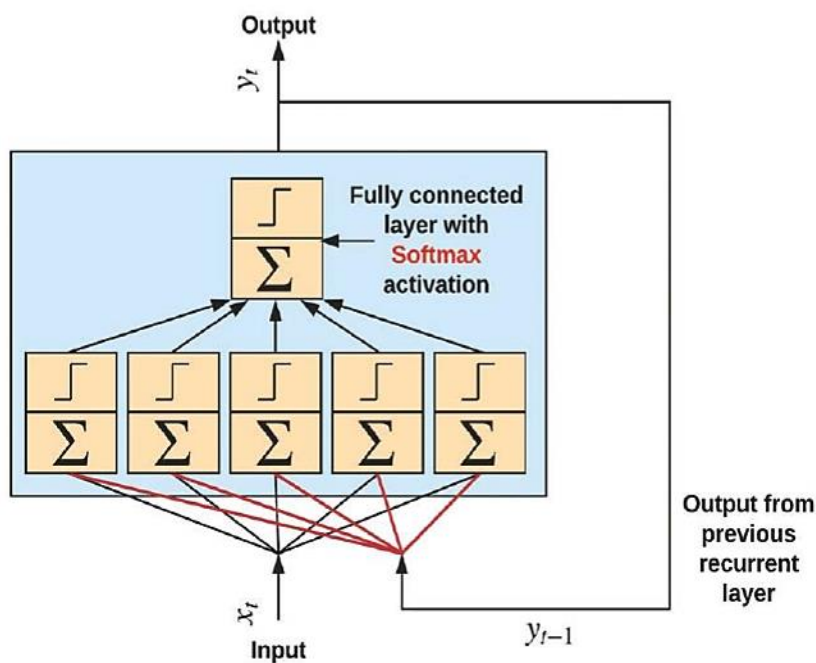 Output
y_t
Fully connected
layer with
Softmax
activation
Σ
Σ Σ Σ Σ Σ
Output from
previous
recurrent
layer
x_t
Input
y_{t-1}